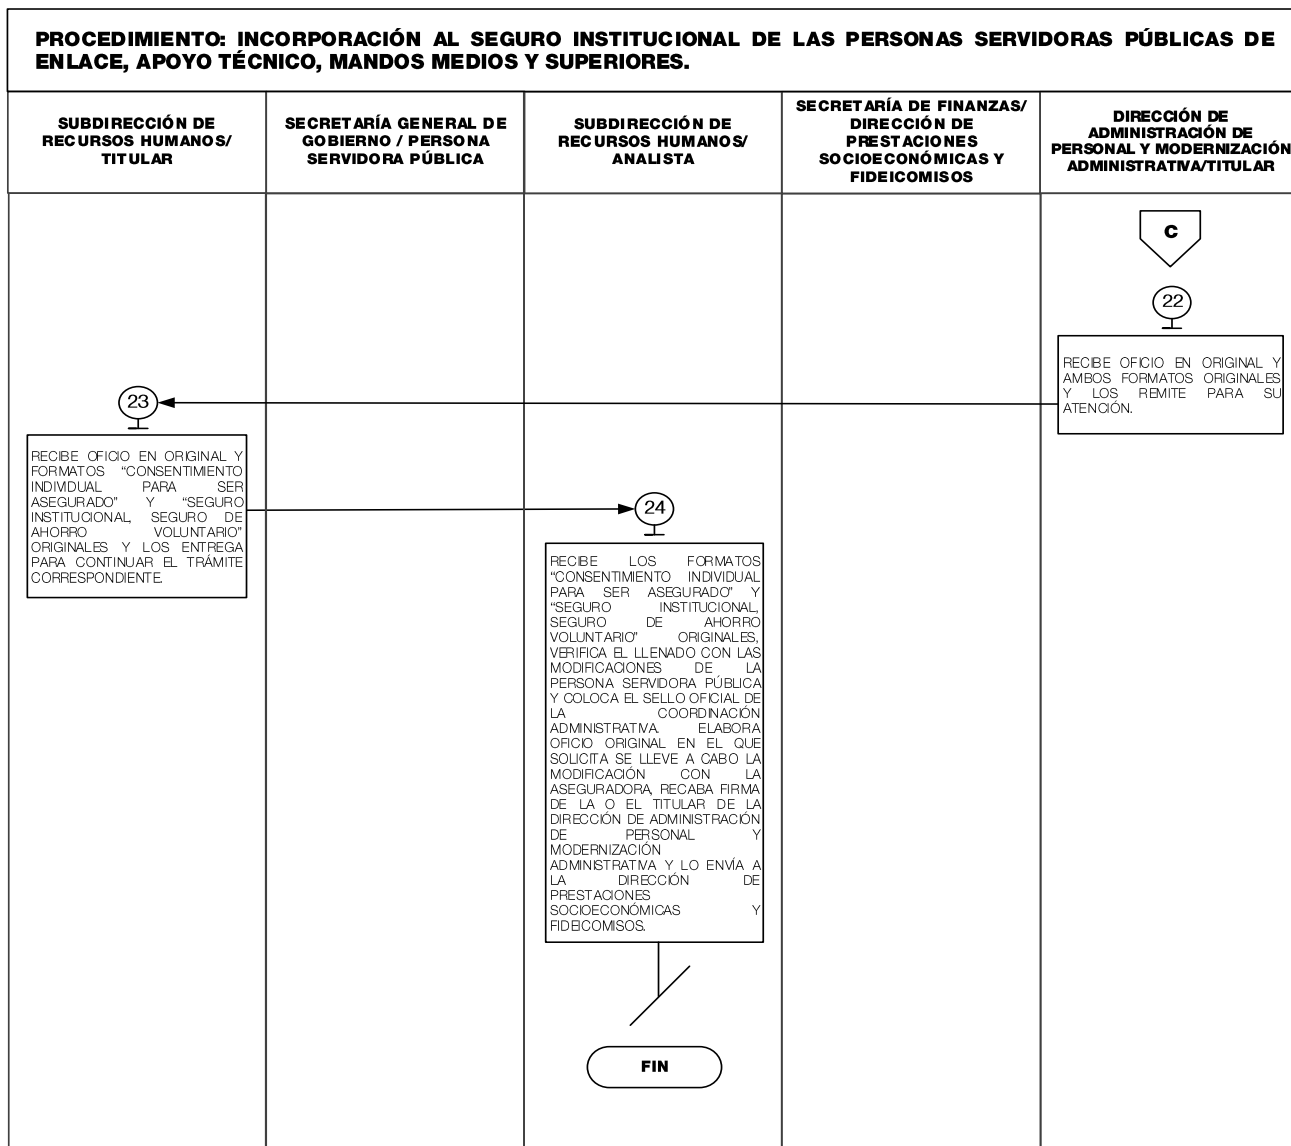 PROCEDIMIENTO: INCORPORACIÓN AL SEGURO INSTITUCIONAL DE LAS PERSONAS SERVIDORAS PÚBLICAS DE
ENLACE, APOYO TÉCNICO, MANDOS MEDIOS Y SUPERIORES.
SUBDIRECCIÓN DE
RECURSOS HUMANOS/
TITULAR
SECRETARÍA GENERAL DE
GOBIERNO / PERSONA
SERVIDORA PÚBLICA
SUBDIRECCIÓN DE
RECURSOS HUMANOS/
ANALISTA
SECRETARÍA DE FINANZAS/
DIRECCIÓN DE
PRESTACIONES
SOCIOECONÓMICAS Y
FIDEICOMISOS
DIRECCIÓN DE
ADMINISTRACIÓN DE
PERSONAL Y MODERNIZACIÓN
ADMINISTRATIVA/TITULAR
C
22
RECIBE OFICIO EN ORIGINAL Y
AMBOS FORMATOS ORIGINALES
Y LOS REMITE PARA SU
ATENCIÓN.
23
RECIBE OFICIO EN ORIGINAL Y
FORMATOS “CONSENTIMIENTO
INDIVIDUAL PARA SER
ASEGURADO” Y “SEGURO
INSTITUCIONAL, SEGURO DE
AHORRO VOLUNTARIO”
ORIGINALES Y LOS ENTREGA
PARA CONTINUAR EL TRÁMITE
CORRESPONDIENTE.
24
RECIBE LOS FORMATOS
“CONSENTIMIENTO INDIVIDUAL
PARA SER ASEGURADO” Y
“SEGURO INSTITUCIONAL,
SEGURO DE AHORRO
VOLUNTARIO” ORIGINALES,
VERIFICA EL LLENADO CON LAS
MODIFICACIONES DE LA
PERSONA SERVIDORA PÚBLICA
Y COLOCA EL SELLO OFICIAL DE
LA COORDINACIÓN
ADMINISTRATIVA. ELABORA
OFICIO ORIGINAL EN EL QUE
SOLICITA SE LLEVE A CABO LA
MODIFICACIÓN CON LA
ASEGURADORA, RECABA FIRMA
DE LA O EL TITULAR DE LA
DIRECCIÓN DE ADMINISTRACIÓN
DE PERSONAL Y
MODERNIZACIÓN
ADMINISTRATIVA Y LO ENVÍA A
LA DIRECCIÓN DE
PRESTACIONES
SOCIOECONÓMICAS Y
FIDEICOMISOS.
FIN